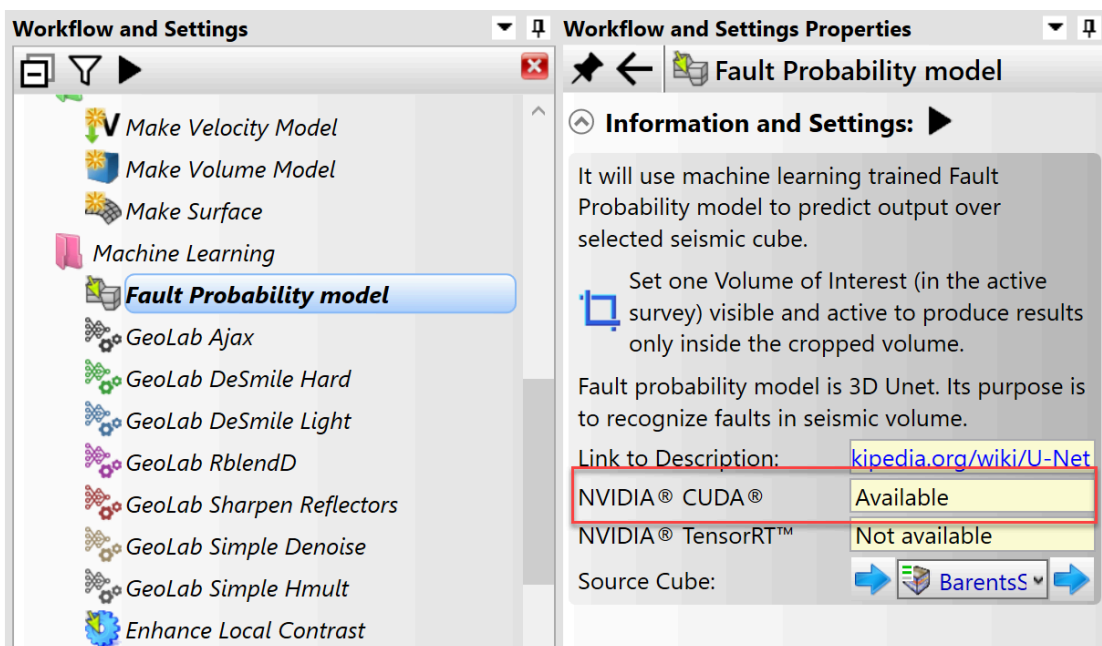 Workflow and Settings
Make Velocity Model
Make Volume Model
Make Surface
Machine Learning
Fault Probability model
GeoLab Ajax
GeoLab DeSmile Hard
GeoLab DeSmile Light
GeoLab RblendD
GeoLab Sharpen Reflectors
GeoLab Simple Denoise
GeoLab Simple Hmult
Enhance Local Contrast
Workflow and Settings Properties
Fault Probability model
Information and Settings:
It will use machine learning trained Fault
Probability model to predict output over
selected seismic cube.
Set one Volume of Interest (in the active
survey) visible and active to produce results
only inside the cropped volume.
Fault probability model is 3D Unet. Its purpose is
to recognize faults in seismic volume.
Link to Description: kipedia.org/wiki/U-Net
NVIDIA® CUDA® Available
NVIDIA® TensorRT™ Not available
Source Cube: BarentsS